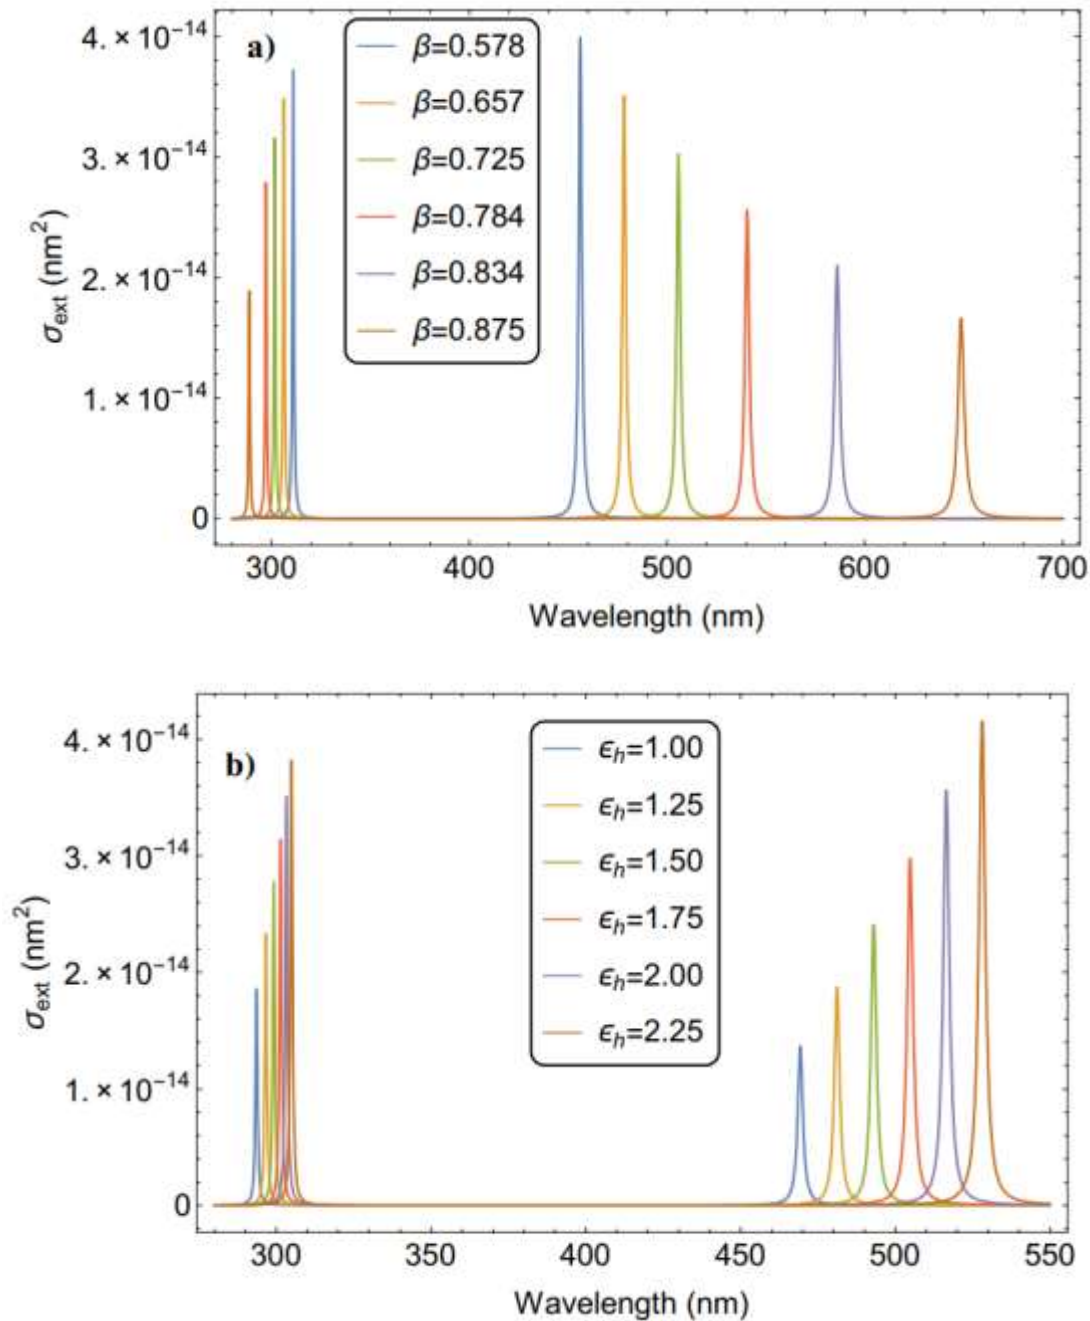 a)
β=0.578
β=0.657
β=0.725
β=0.784
β=0.834
β=0.875
4. × 10⁻¹⁴
3. × 10⁻¹⁴
2. × 10⁻¹⁴
1. × 10⁻¹⁴
0
σext (nm²)
300 400 500 600 700
Wavelength (nm)
b)
ϵh=1.00
ϵh=1.25
ϵh=1.50
ϵh=1.75
ϵh=2.00
ϵh=2.25
4. × 10⁻¹⁴
3. × 10⁻¹⁴
2. × 10⁻¹⁴
1. × 10⁻¹⁴
0
σext (nm²)
300 350 400 450 500 550
Wavelength (nm)